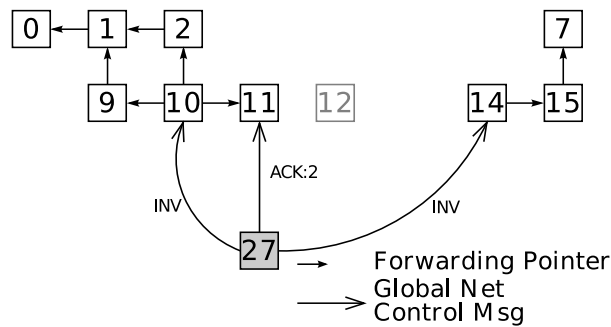 0 1 2 7
9 10 11 12 14 15
ACK:2
INV INV
27
Forwarding Pointer
Global Net
Control Msg